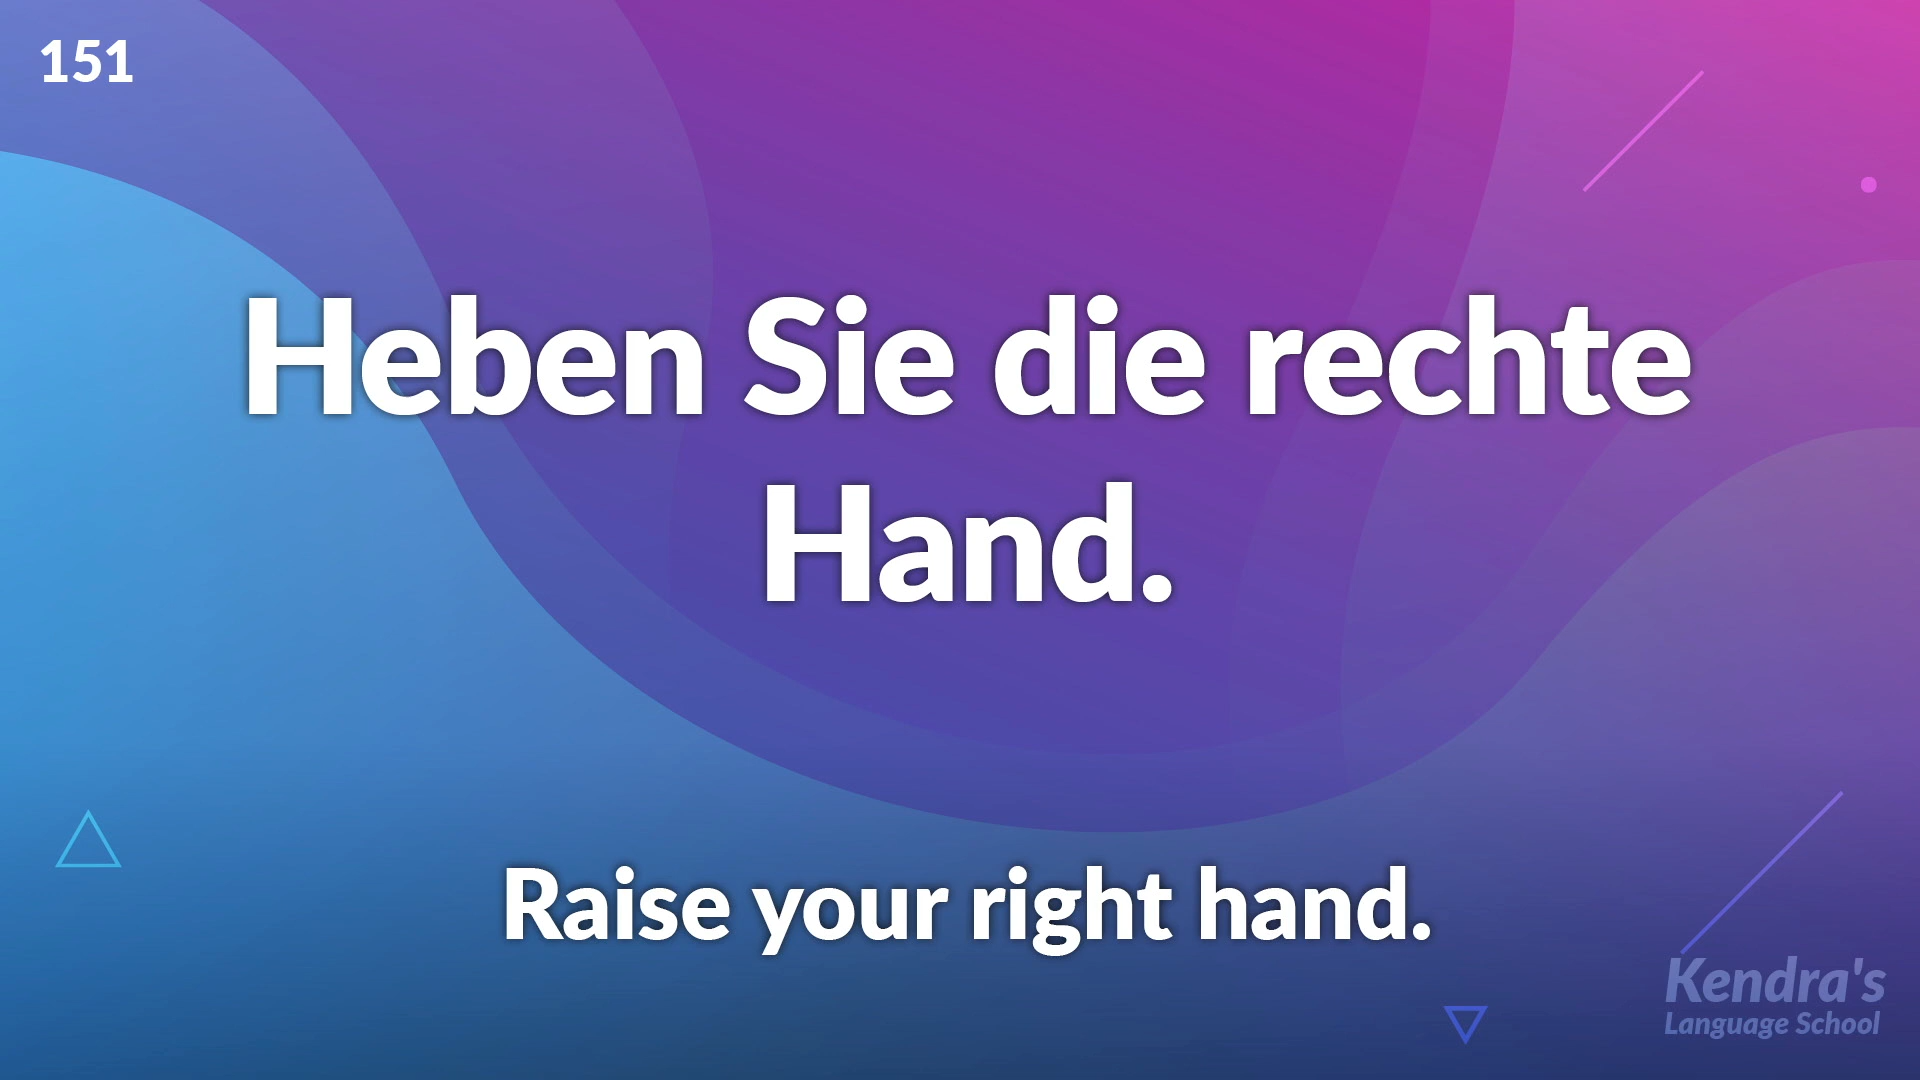 151
Heben Sie die rechte
Hand.
Raise your right hand.
Kendra's
Language School